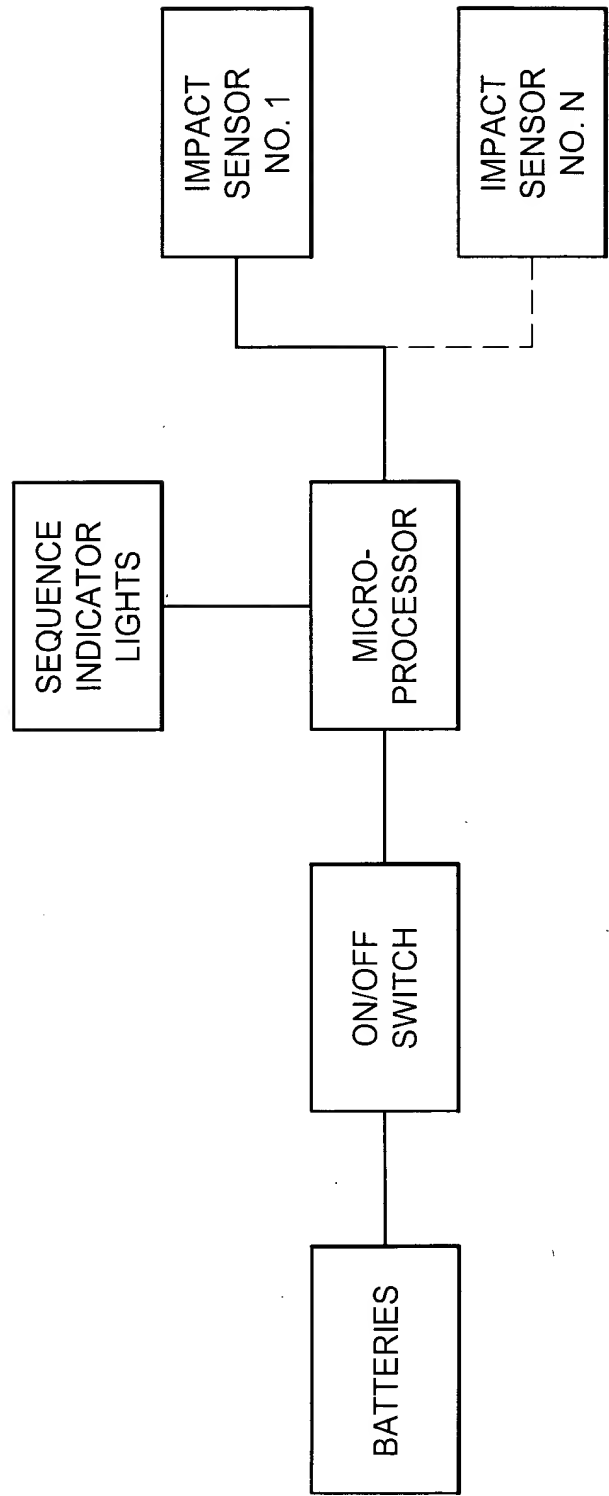 BATTERIES
ON/OFF
SWITCH
MICRO-
PROCESSOR
SEQUENCE
INDICATOR
LIGHTS
IMPACT
SENSOR
NO. 1
IMPACT
SENSOR
NO. N